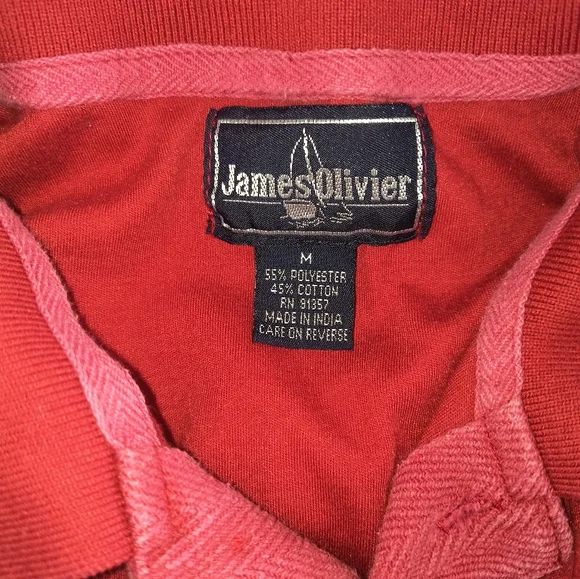 James Olivier
M
55% POLYESTER
45% COTTON
RN 91357
MADE IN INDIA
CARE ON REVERSE